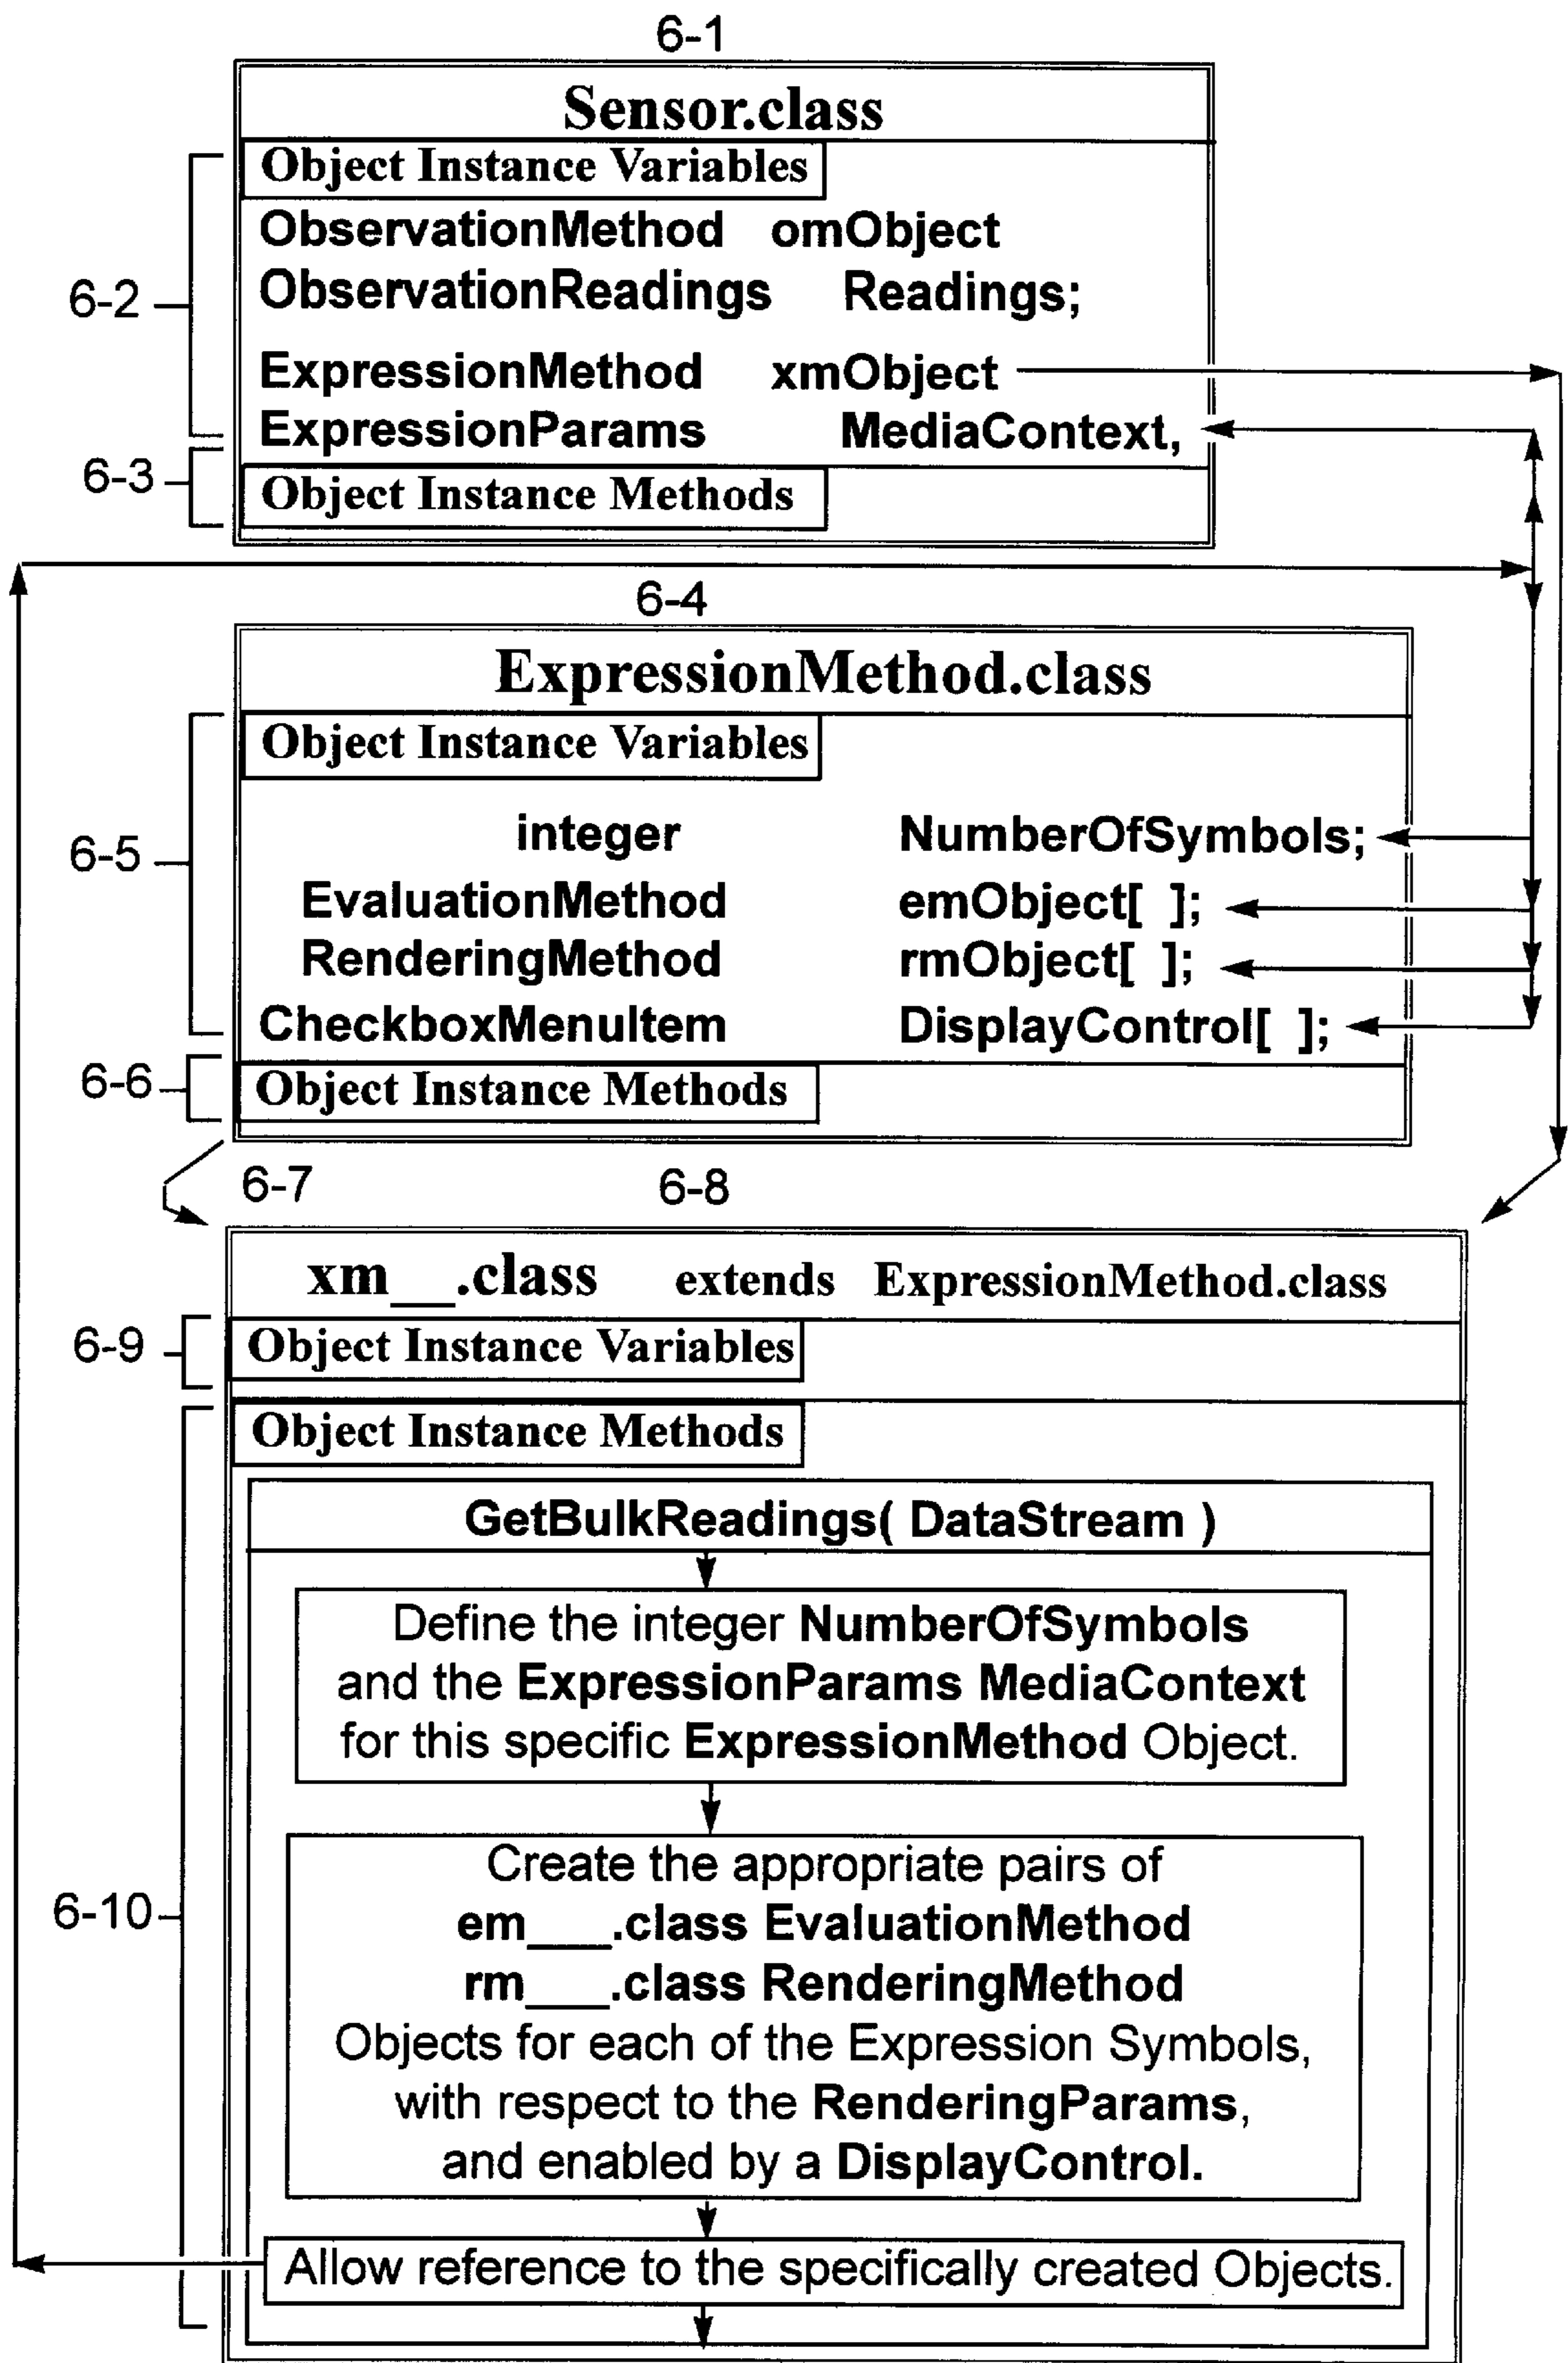 6-1
Sensor.class
Object Instance Variables
ObservationMethod omObject
ObservationReadings Readings;
6-2
ExpressionMethod xmObject
ExpressionParams MediaContext,
6-3
Object Instance Methods
6-4
ExpressionMethod.class
Object Instance Variables
integer NumberOfSymbols;
6-5
EvaluationMethod emObject[ ];
RenderingMethod rmObject[ ];
CheckboxMenuItem DisplayControl[ ];
6-6
Object Instance Methods
6-7
6-8
xm__.class extends ExpressionMethod.class
6-9
Object Instance Variables
Object Instance Methods
GetBulkReadings( DataStream )
Define the integer NumberOfSymbols
and the ExpressionParams MediaContext
for this specific ExpressionMethod Object.
Create the appropriate pairs of
6-10
em___.class EvaluationMethod
rm___.class RenderingMethod
Objects for each of the Expression Symbols,
with respect to the RenderingParams,
and enabled by a DisplayControl.
Allow reference to the specifically created Objects.